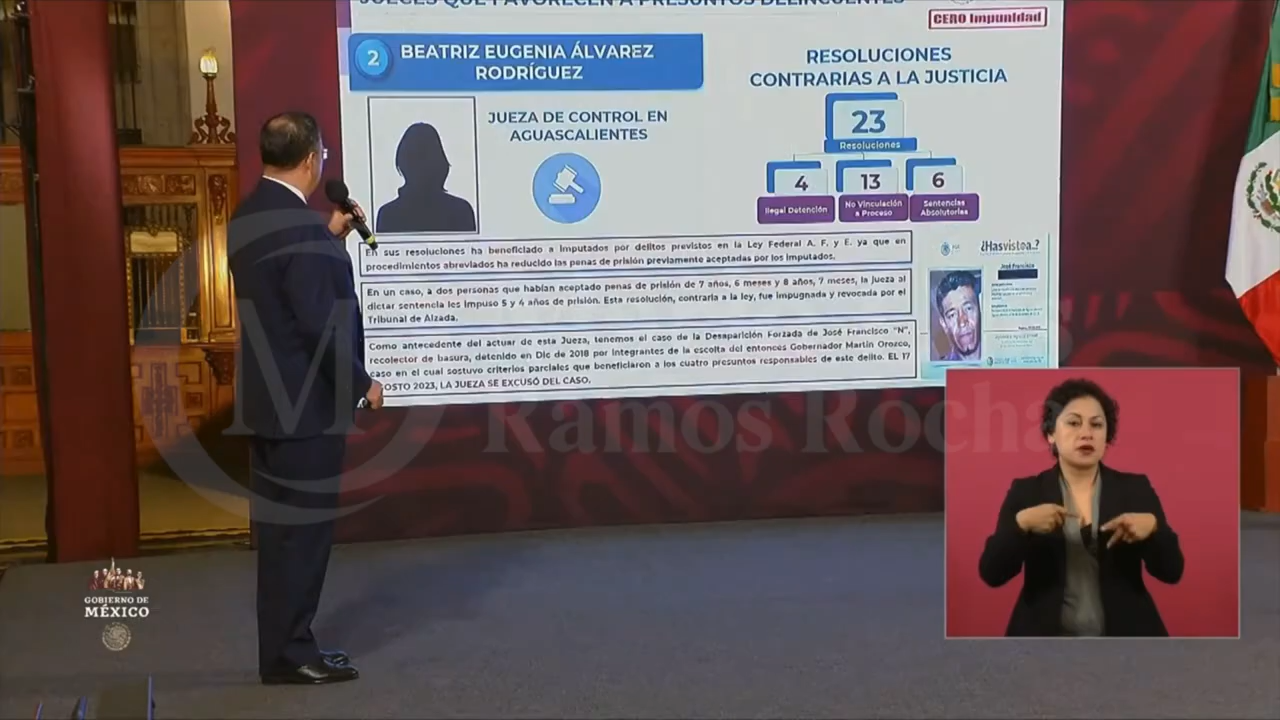 JUECES QUE FAVORECEN A PRESUNTOS DELINCUENTES
CERO Impunidad
2
BEATRIZ EUGENIA ÁLVAREZ
RODRÍGUEZ
JUEZA DE CONTROL EN
AGUASCALIENTES
RESOLUCIONES
CONTRARIAS A LA JUSTICIA
23
Resoluciones
4
13
6
Ilegal Detención
No Vinculación
a Proceso
Sentencias
Absolutorias
En sus resoluciones ha beneficiado a imputados por delitos previstos en la Ley Federal A. F. y E. ya que en
procedimientos abreviados ha reducido las penas de prisión previamente aceptadas por los imputados.
En un caso, a dos personas que habían aceptado penas de prisión de 7 años, 6 meses y 8 años, 7 meses, la jueza al
dictar sentencia les impuso 5 y 4 años de prisión. Esta resolución, contraria a la ley, fue impugnada y revocada por el
Tribunal de Alzada.
Como antecedente del actuar de esta Jueza, tenemos el caso de la Desaparición Forzada de José Francisco "N",
recolector de basura, detenido en Dic de 2018 por integrantes de la escolta del entonces Gobernador Martín Orozco,
caso en el cual sostuvo criterios parciales que beneficiaron a los cuatro presuntos responsables de este delito. EL 17
AGOSTO 2023, LA JUEZA SE EXCUSÓ DEL CASO.
¿Hasvistoa..?
José Francisco
M
Ramos Rocha
GOBIERNO DE
MÉXICO